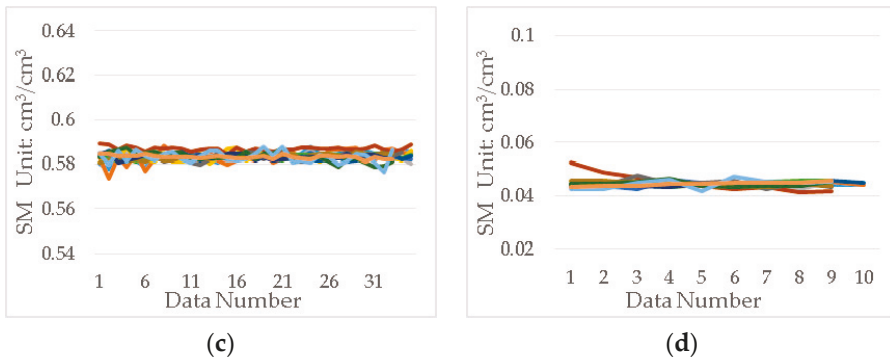 0.64
0.62
0.6
0.58
0.56
0.54
SM Unit: cm³/cm³
1 6 11 16 21 26 31
Data Number
(c)
0.1
0.08
0.06
0.04
0.02
SM Unit: cm³/cm³
1 2 3 4 5 6 7 8 9 10
Data Number
(d)